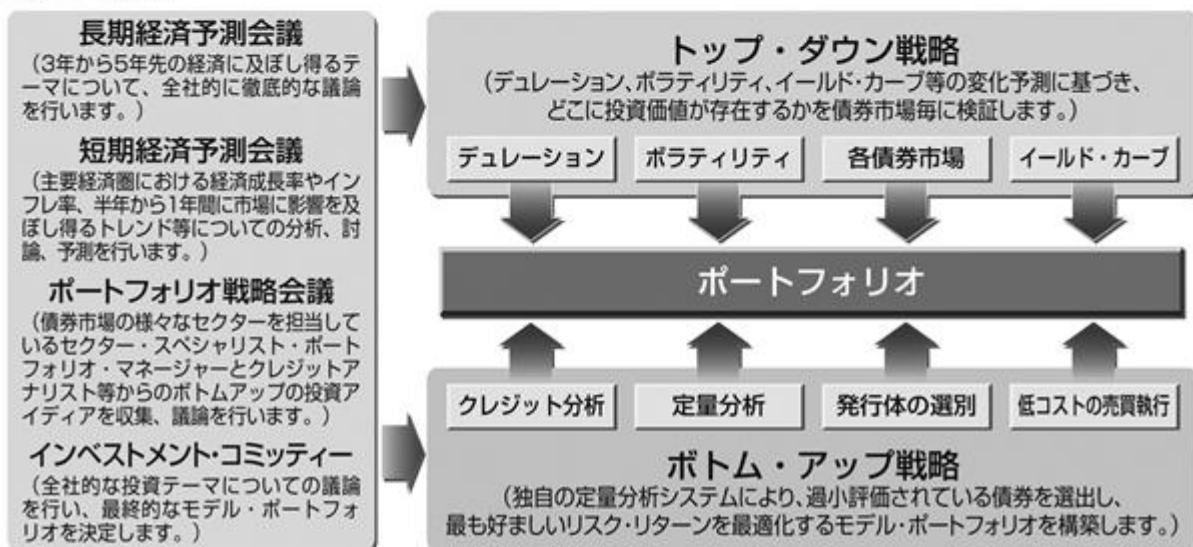 長期経済予測会議
（3年から5年先の経済に及ぼし得るテ
ーマについて、全社的に徹底的な議論
を行います。）
短期経済予測会議
（主要経済圏における経済成長率やイン
フレ率、半年から1年間に市場に影響を及
ぼし得るトレンド等についての分析、討
論、予測を行います。）
ポートフォリオ戦略会議
（債券市場の様々なセクターを担当して
いるセクター・スペシャリスト・ポート
フォリオ・マネージャーとクレジットア
ナリスト等からのボトムアップの投資ア
イディアを収集、議論を行います。）
インベストメント・コミッティー
（全社的な投資テーマについての議論
を行い、最終的なモデル・ポートフォ
リオを決定します。）
トップ・ダウン戦略
（デュレーション、ボラティリティ、イールド・カーブ等の変化予測に基づき、
どこに投資価値が存在するかを債券市場毎に検証します。）
デュレーション
ボラティリティ
各債券市場
イールド・カーブ
ポートフォリオ
クレジット分析
定量分析
発行体の選別
低コストの売買執行
ボトム・アップ戦略
（独自の定量分析システムにより、過小評価されている債券を選出し、
最も好ましいリスク・リターンを最適化するモデル・ポートフォリオを構築します。）